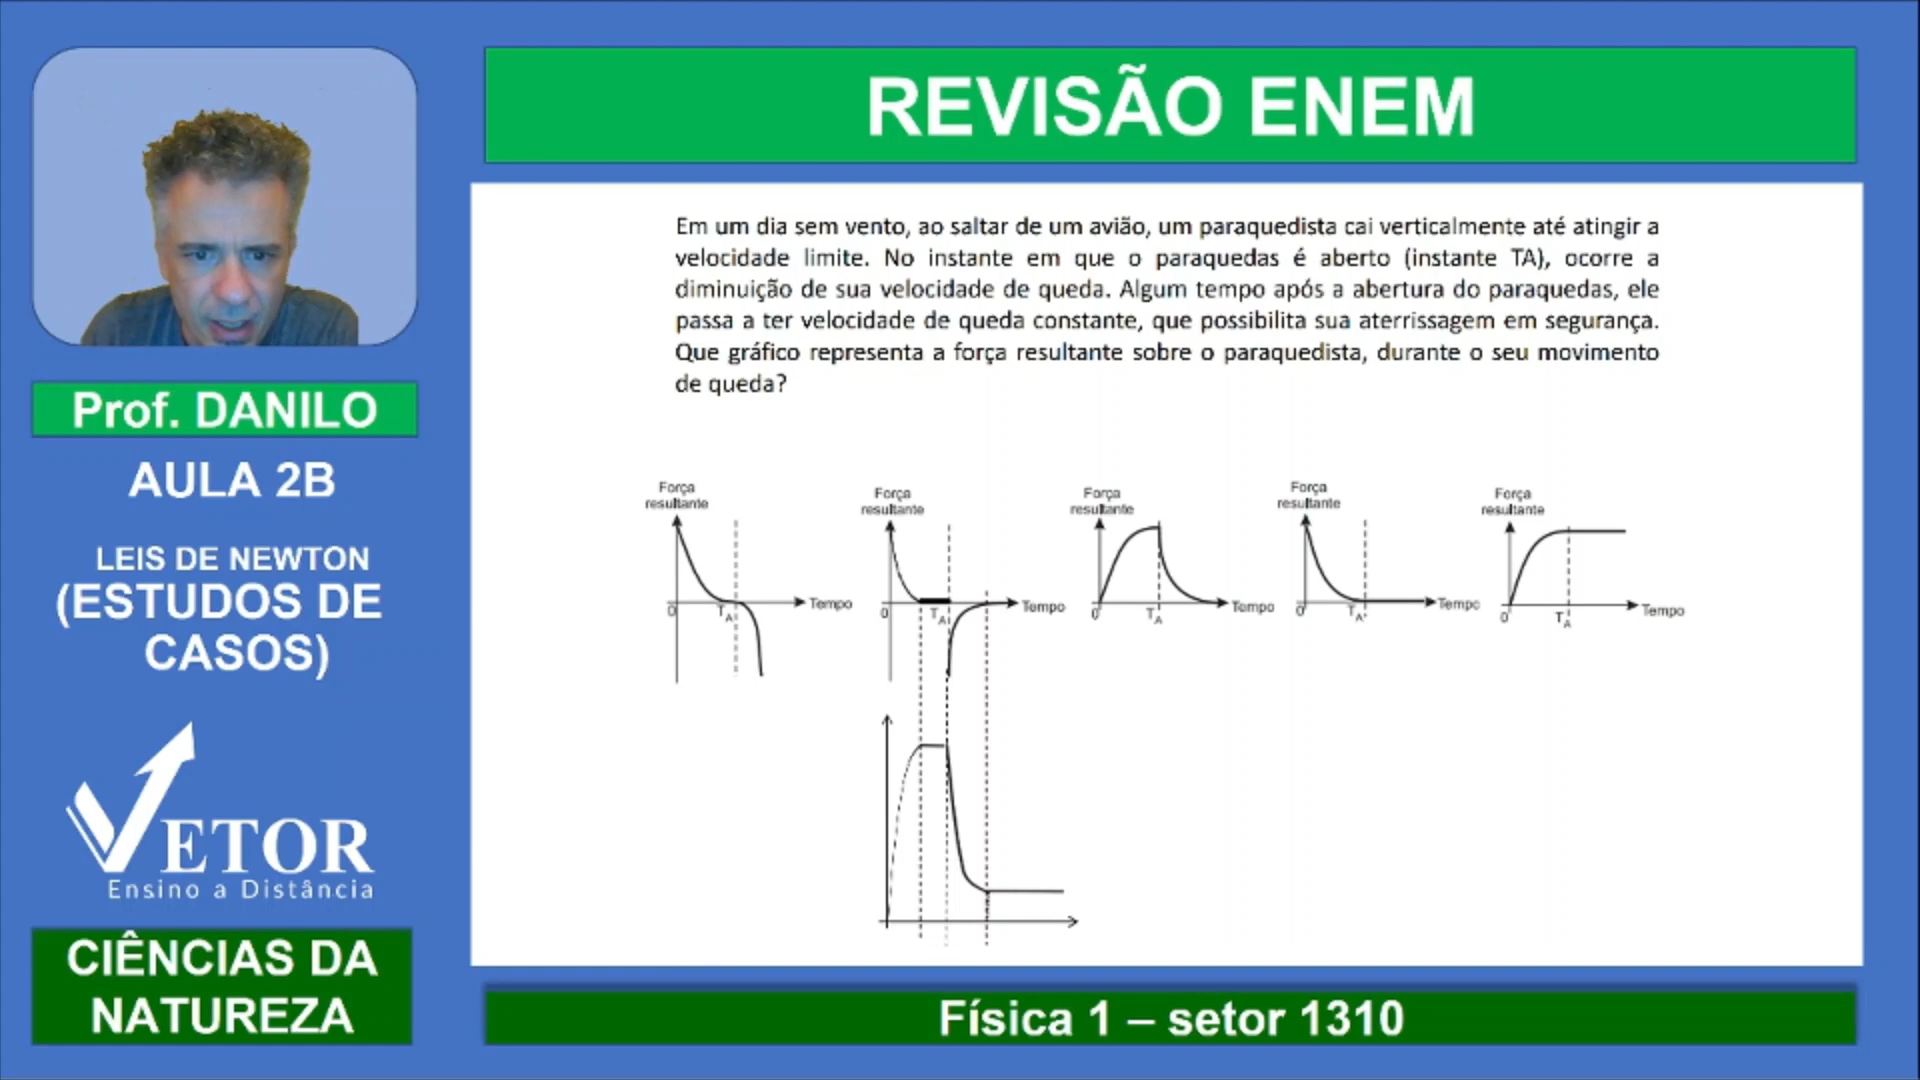 REVISÃO ENEM
Prof. DANILO
AULA 2B
LEIS DE NEWTON
(ESTUDOS DE
CASOS)
VETOR
Ensino a Distância
CIÊNCIAS DA
NATUREZA
Em um dia sem vento, ao saltar de um avião, um paraquedista cai verticalmente até atingir a
velocidade limite. No instante em que o paraquedas é aberto (instante TA), ocorre a
diminuição de sua velocidade de queda. Algum tempo após a abertura do paraquedas, ele
passa a ter velocidade de queda constante, que possibilita sua aterrissagem em segurança.
Que gráfico representa a força resultante sobre o paraquedista, durante o seu movimento
de queda?
Força
resultante
0
TA
Tempo
Força
resultante
0
TA
Tempo
Força
resultante
0
TA
Tempo
Força
resultante
0
TA
Tempo
Força
resultante
0
TA
Tempo
Física 1 – setor 1310